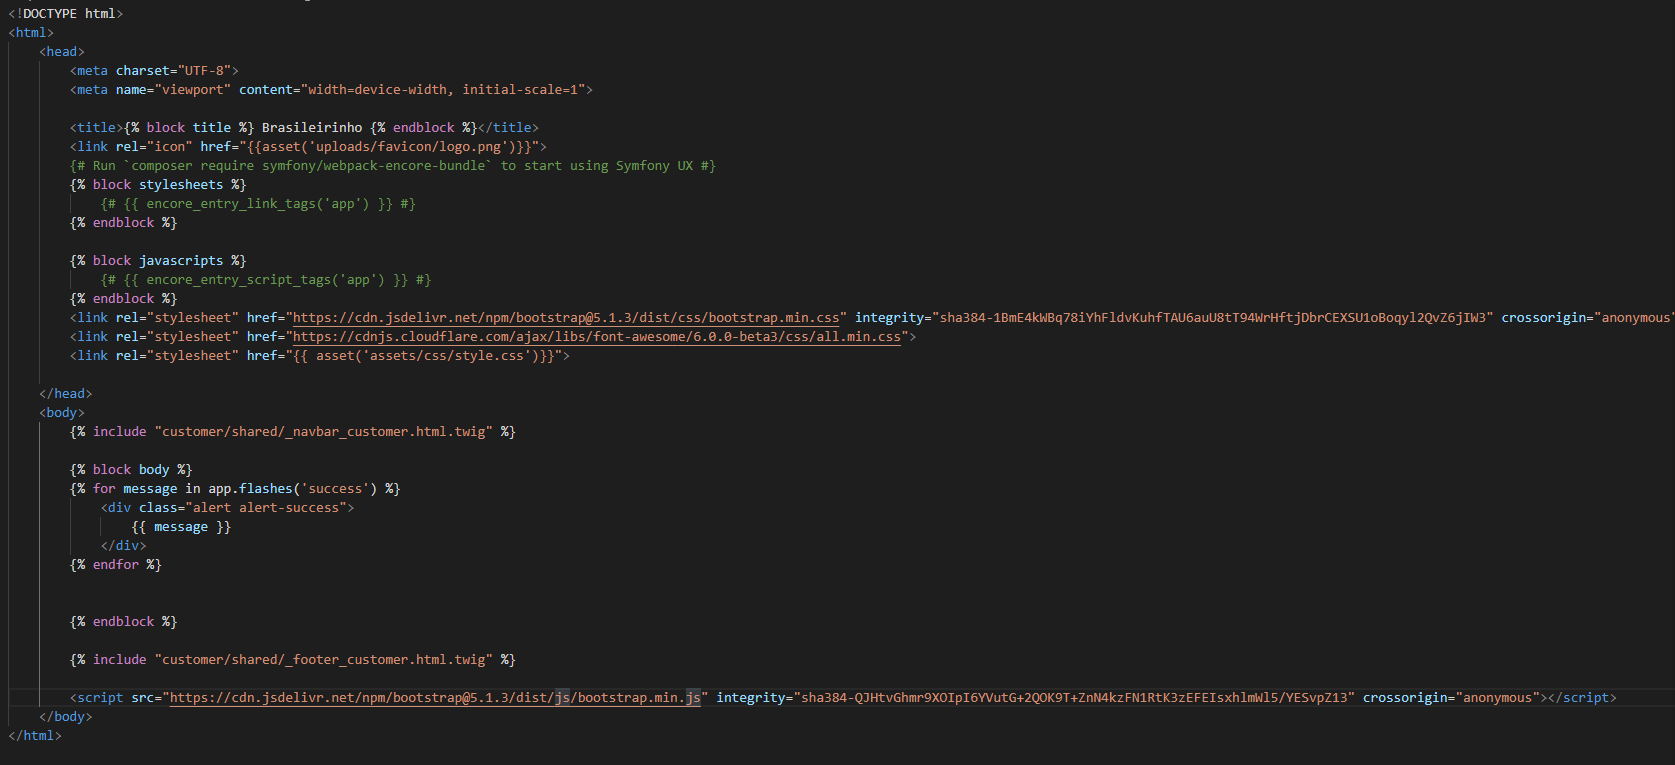 <!DOCTYPE html>
<html>
<head>
<meta charset="UTF-8">
<meta name="viewport" content="width=device-width, initial-scale=1">
<title>{% block title %} Brasileirinho {% endblock %}</title>
<link rel="icon" href="{{asset('uploads/favicon/logo.png')}}">
{# Run `composer require symfony/webpack-encore-bundle` to start using Symfony UX #}
{% block stylesheets %}
{# {{ encore_entry_link_tags('app') }} #}
{% endblock %}
{% block javascripts %}
{# {{ encore_entry_script_tags('app') }} #}
{% endblock %}
<link rel="stylesheet" href="https://cdn.jsdelivr.net/npm/bootstrap@5.1.3/dist/css/bootstrap.min.css" integrity="sha384-1BmE4kWBq78iYhFldvKuhfTAU6auU8tT94WrHftjDbrCEXSU1oBoqyl2QvZ6jIW3" crossorigin="anonymous"
<link rel="stylesheet" href="https://cdnjs.cloudflare.com/ajax/libs/font-awesome/6.0.0-beta3/css/all.min.css">
<link rel="stylesheet" href="{{ asset('assets/css/style.css')}}">
</head>
<body>
{% include "customer/shared/_navbar_customer.html.twig" %}
{% block body %}
{% for message in app.flashes('success') %}
<div class="alert alert-success">
{{ message }}
</div>
{% endfor %}
{% endblock %}
{% include "customer/shared/_footer_customer.html.twig" %}
<script src="https://cdn.jsdelivr.net/npm/bootstrap@5.1.3/dist/js/bootstrap.min.js" integrity="sha384-QJHtvGhmr9XOIpI6YVutG+2QOK9T+ZnN4kzFN1RtK3zEFEIsxhlmWl5/YESvpZ13" crossorigin="anonymous"></script>
</body>
</html>